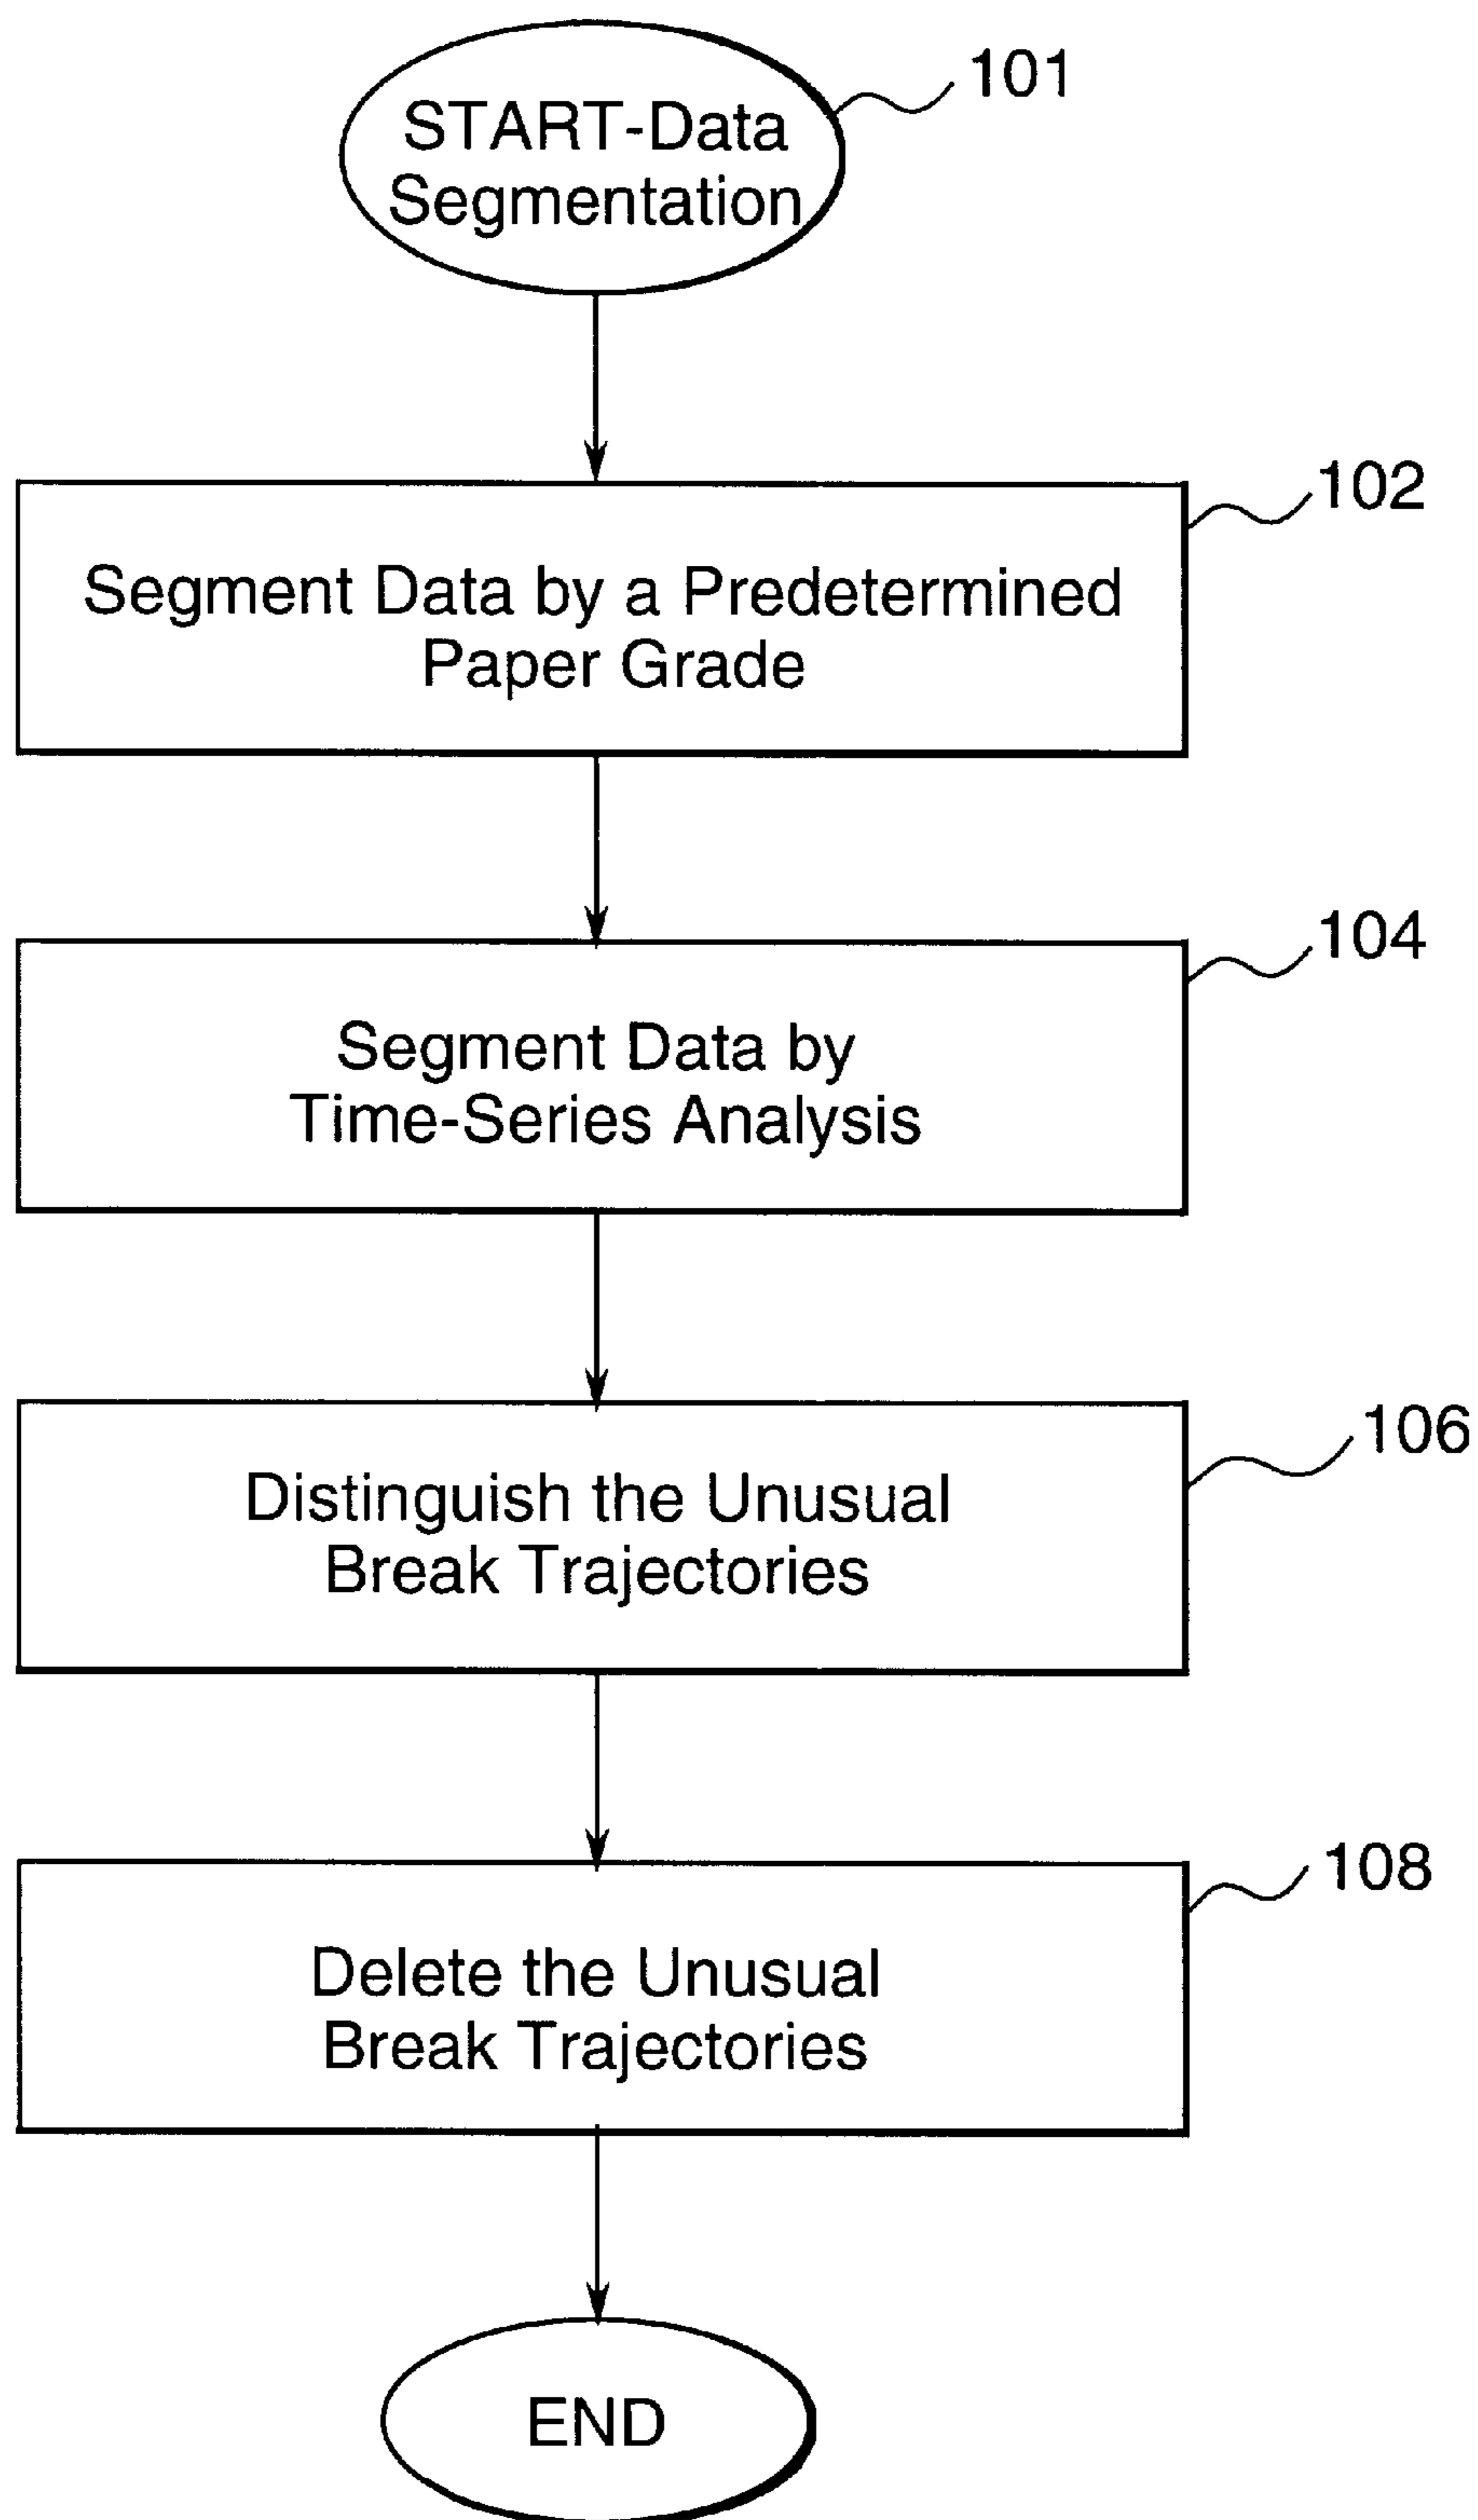 101
START-Data
Segmentation
102
Segment Data by a Predetermined
Paper Grade
104
Segment Data by
Time-Series Analysis
106
Distinguish the Unusual
Break Trajectories
108
Delete the Unusual
Break Trajectories
END